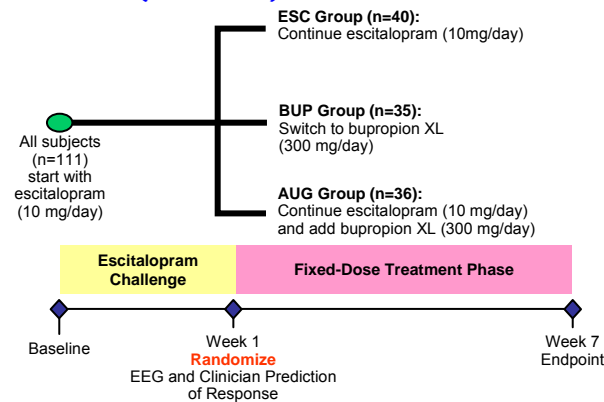 ESC Group (n=40):
Continue escitalopram (10mg/day)
BUP Group (n=35):
Switch to bupropion XL
(300 mg/day)
All subjects
(n=111)
start with
escitalopram
(10 mg/day)
AUG Group (n=36):
Continue escitalopram (10 mg/day)
and add bupropion XL (300 mg/day)
Escitalopram
Challenge
Fixed-Dose Treatment Phase
Baseline
Week 1
Randomize
EEG and Clinician Prediction
of Response
Week 7
Endpoint